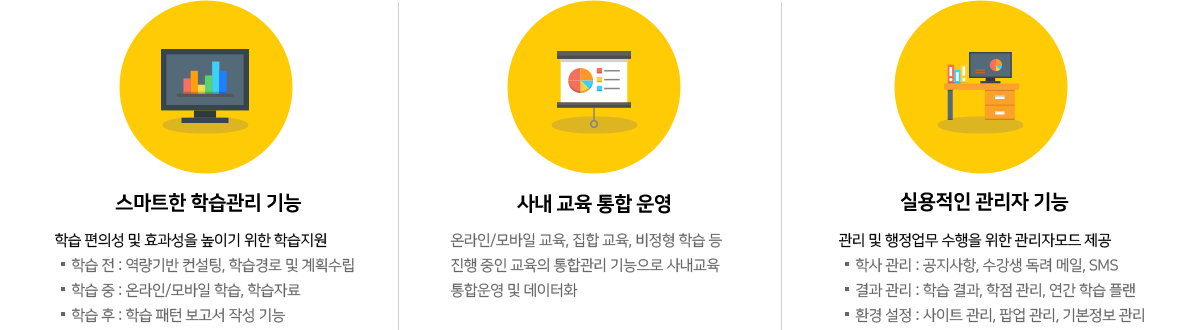 스마트한 학습관리 기능
학습 편의성 및 효과성을 높이기 위한 학습지원
▪ 학습 전 : 역량기반 컨설팅, 학습경로 및 계획수립
▪ 학습 중 : 온라인/모바일 학습, 학습자료
▪ 학습 후 : 학습 패턴 보고서 작성 기능
사내 교육 통합 운영
온라인/모바일 교육, 집합 교육, 비정형 학습 등
진행 중인 교육의 통합관리 기능으로 사내교육
통합운영 및 데이터화
실용적인 관리자 기능
관리 및 행정업무 수행을 위한 관리자모드 제공
▪ 학사 관리 : 공지사항, 수강생 독려 메일, SMS
▪ 결과 관리 : 학습 결과, 학점 관리, 연간 학습 플랜
▪ 환경 설정 : 사이트 관리, 팝업 관리, 기본정보 관리